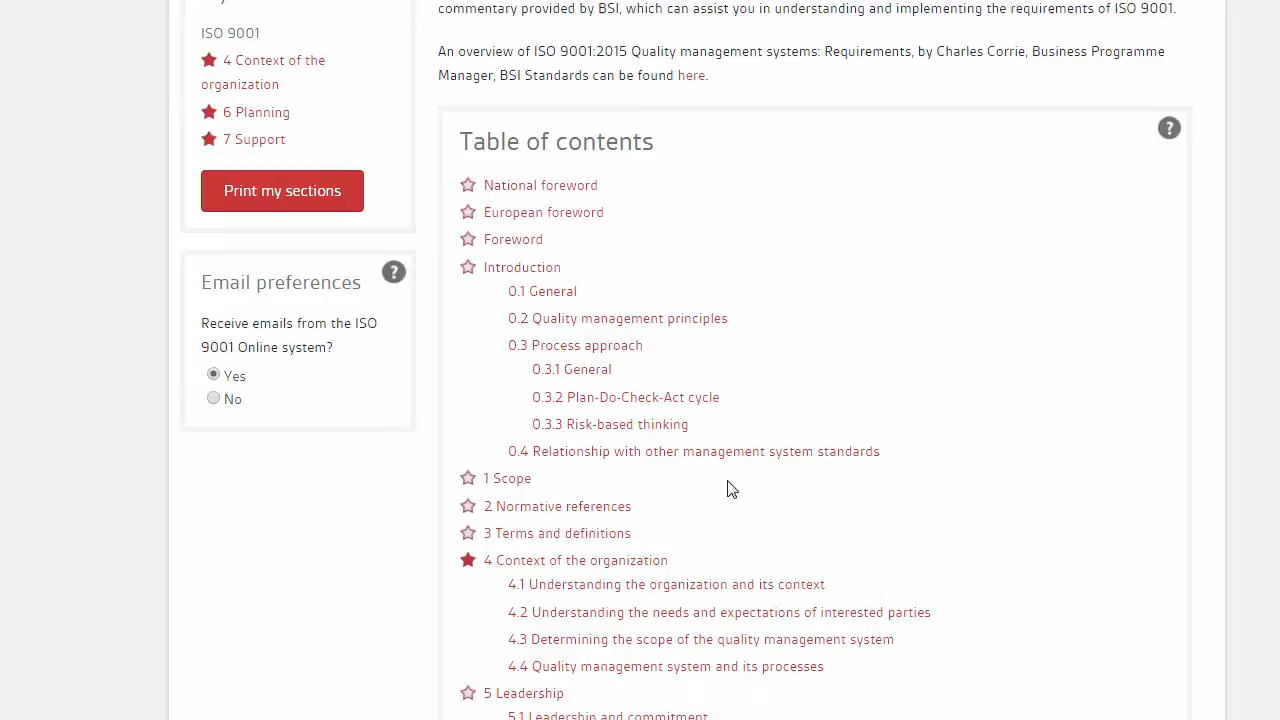 ISO 9001
4 Context of the
organization
6 Planning
7 Support
Print my sections
Email preferences
?
Receive emails from the ISO
9001 Online system?
Yes
No
commentary provided by BSI, which can assist you in understanding and implementing the requirements of ISO 9001.
An overview of ISO 9001:2015 Quality management systems: Requirements, by Charles Corrie, Business Programme
Manager, BSI Standards can be found here.
Table of contents
?
National foreword
European foreword
Foreword
Introduction
0.1 General
0.2 Quality management principles
0.3 Process approach
0.3.1 General
0.3.2 Plan-Do-Check-Act cycle
0.3.3 Risk-based thinking
0.4 Relationship with other management system standards
1 Scope
2 Normative references
3 Terms and definitions
4 Context of the organization
4.1 Understanding the organization and its context
4.2 Understanding the needs and expectations of interested parties
4.3 Determining the scope of the quality management system
4.4 Quality management system and its processes
5 Leadership
5.1 Leadership and commitment